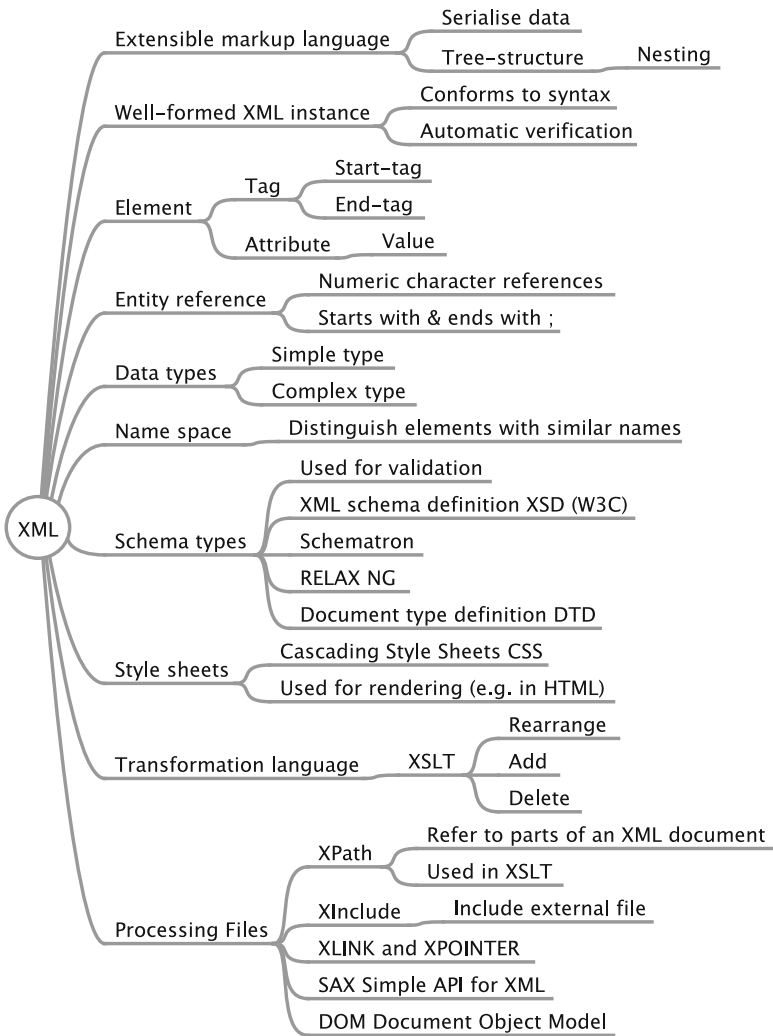 Serialise data
Extensible markup language
Tree-structure
Nesting
Conforms to syntax
Well-formed XML instance
Automatic verification
Start-tag
Tag
End-tag
Element
Attribute
Value
Numeric character references
Entity reference
Starts with & ends with ;
Simple type
Data types
Complex type
Name space
Distinguish elements with similar names
Used for validation
XML schema definition XSD (W3C)
XML
Schema types
Schematron
RELAX NG
Document type definition DTD
Cascading Style Sheets CSS
Style sheets
Used for rendering (e.g. in HTML)
Rearrange
Transformation language
XSLT
Add
Delete
Refer to parts of an XML document
XPath
Used in XSLT
XInclude
Include external file
Processing Files
XLINK and XPOINTER
SAX Simple API for XML
DOM Document Object Model